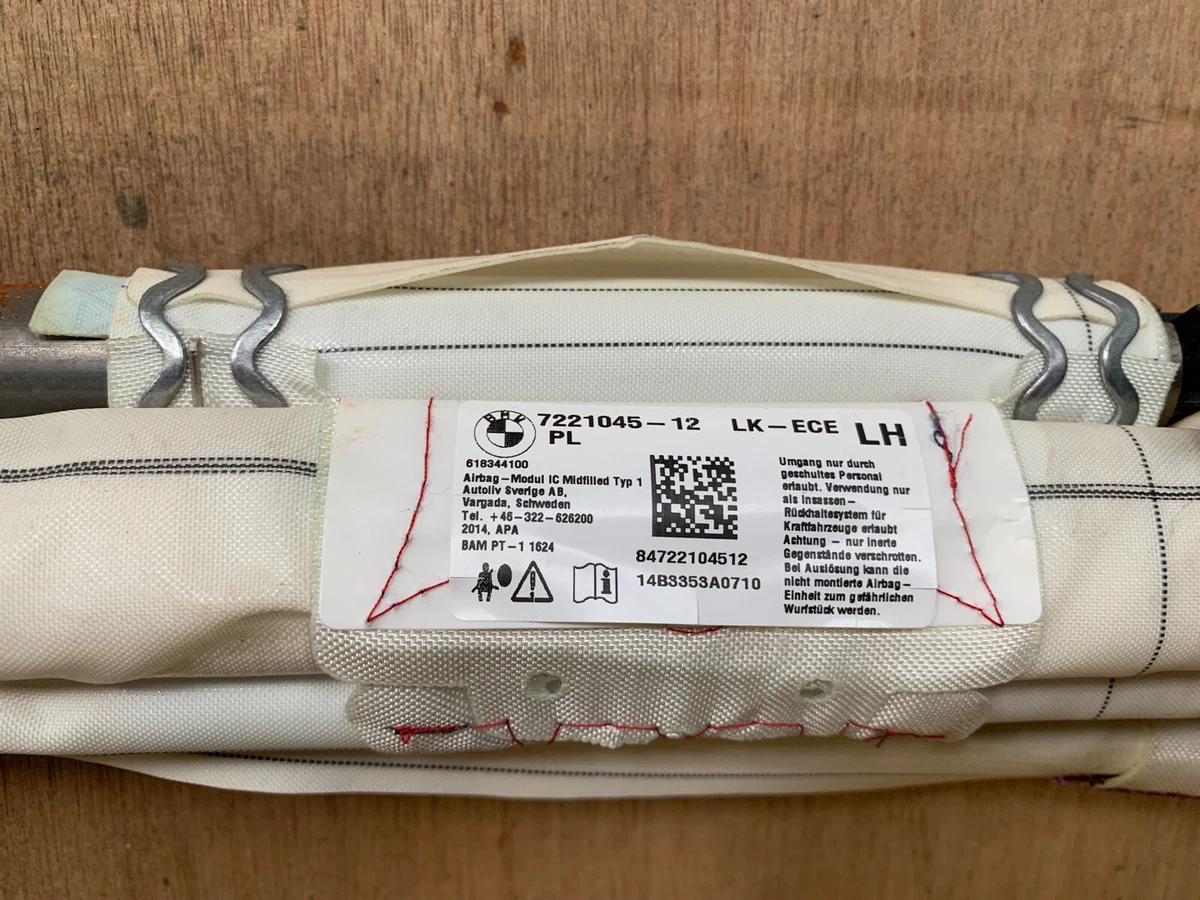 BMW
7221045-12 LK-ECE LH
PL
618344100
Airbag-Modul IC Midfilled Typ 1
Autoliv Sverige AB,
Vargada, Schweden
Tel. +46-322-626200
2014, APA
BAM PT-1 1624
84722104512
14B3353A0710
Umgang nur durch
geschultes Personal
erlaubt. Verwendung nur
als Insassen-
Rückhaltesystem für
Kraftfahrzeuge erlaubt
Achtung - nur inerte
Gegenstände verschrotten.
Bei Auslösung kann die
nicht montierte Airbag-
Einheit zum gefährlichen
Wurfstück werden.